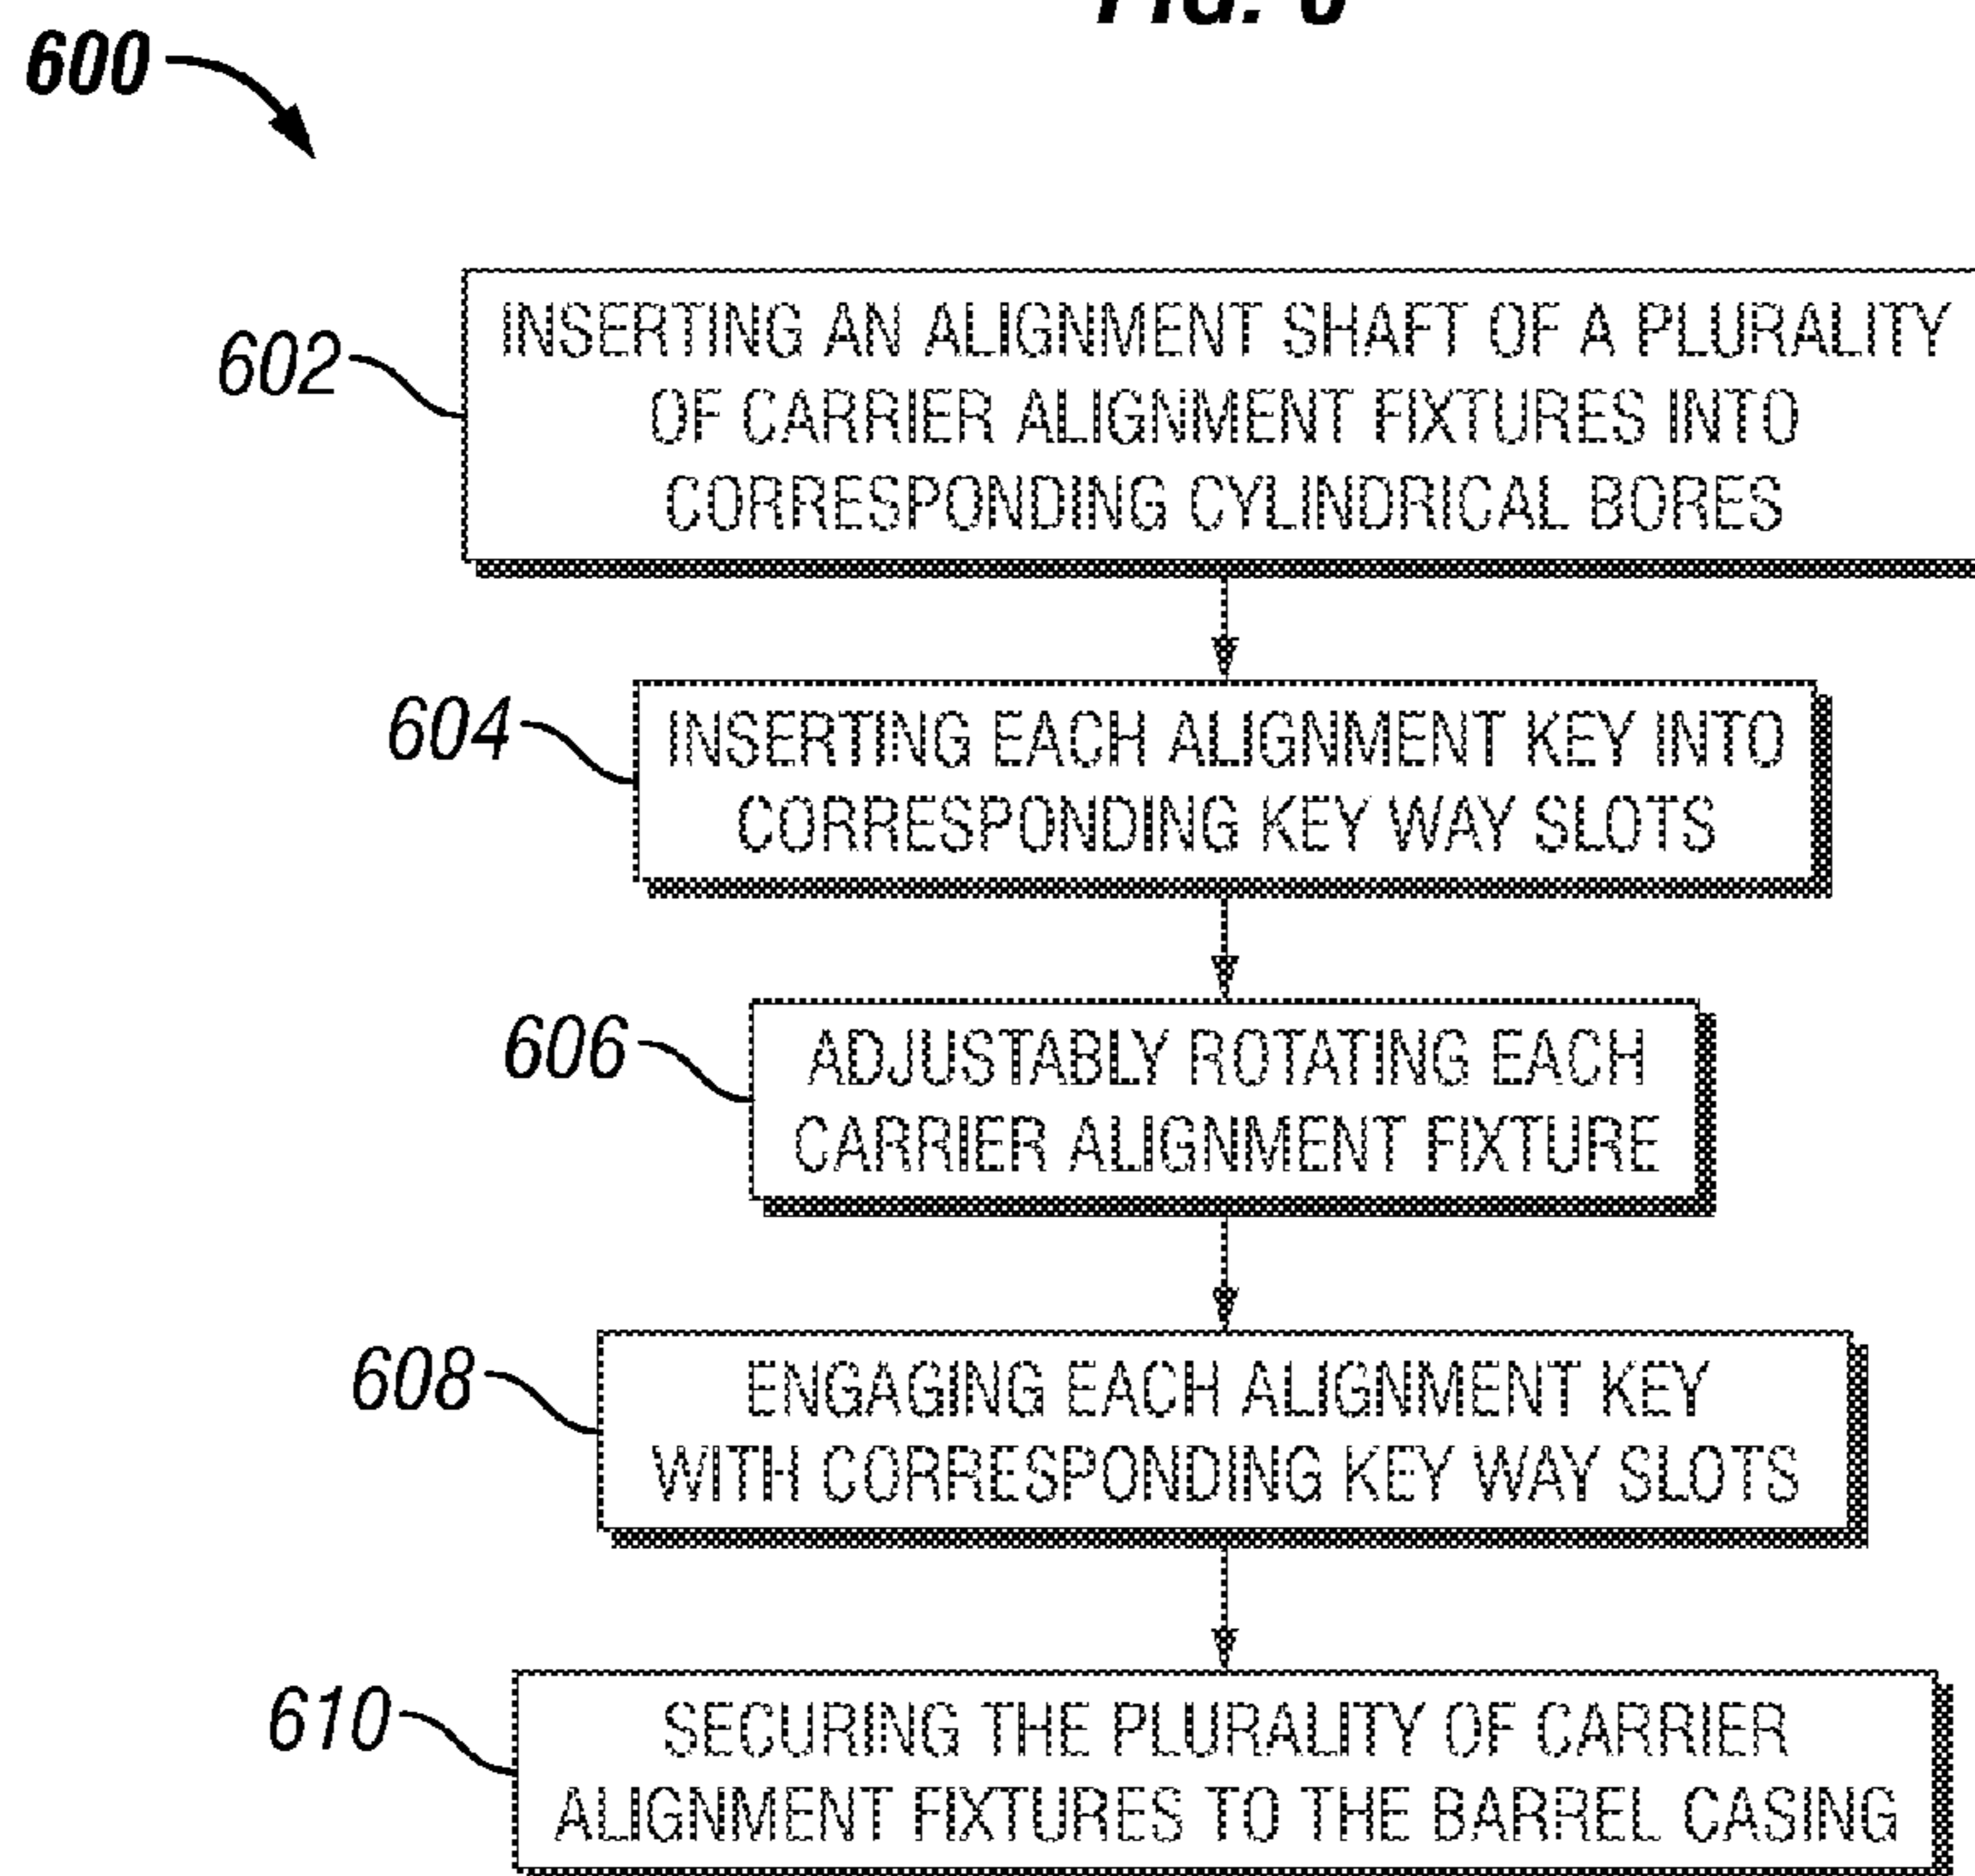 FIG. 6
600
602
INSERTING AN ALIGNMENT SHAFT OF A PLURALITY
OF CARRIER ALIGNMENT FIXTURES INTO
CORRESPONDING CYLINDRICAL BORES
604
INSERTING EACH ALIGNMENT KEY INTO
CORRESPONDING KEY WAY SLOTS
606
ADJUSTABLY ROTATING EACH
CARRIER ALIGNMENT FIXTURE
608
ENGAGING EACH ALIGNMENT KEY
WITH CORRESPONDING KEY WAY SLOTS
610
SECURING THE PLURALITY OF CARRIER
ALIGNMENT FIXTURES TO THE BARREL CASING